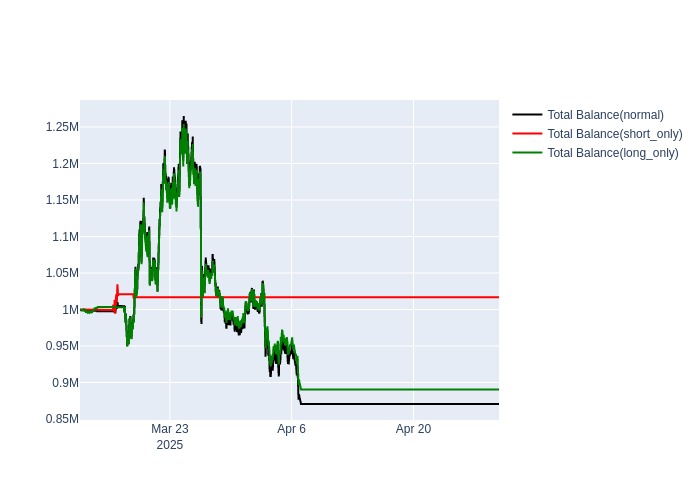 Total Balance(normal)
Total Balance(short_only)
Total Balance(long_only)
1.25M
1.2M
1.15M
1.1M
1.05M
1M
0.95M
0.9M
0.85M
Mar 23
2025
Apr 6
Apr 20